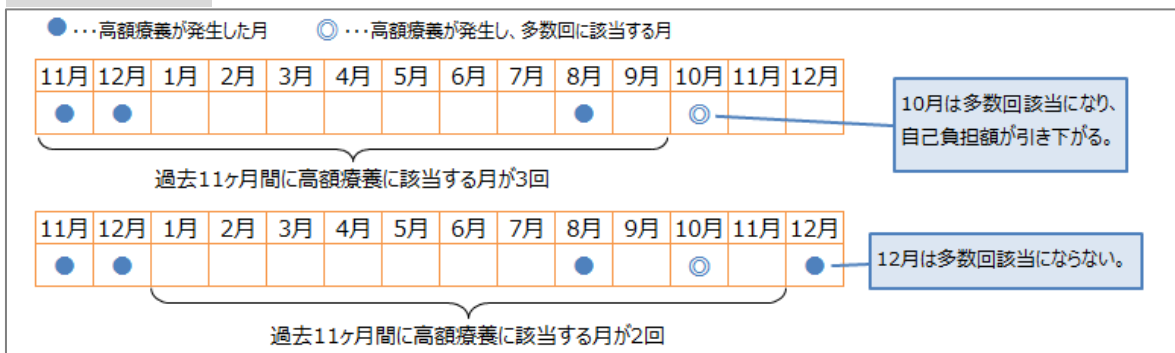 ●･･･高額療養が発生した月 ◎･･･高額療養が発生し、多数回に該当する月
11月 12月 1月 2月 3月 4月 5月 6月 7月 8月 9月 10月 11月 12月
● ● ● ◎
10月は多数回該当になり、
自己負担額が引き下がる。
過去11ヶ月間に高額療養に該当する月が3回
11月 12月 1月 2月 3月 4月 5月 6月 7月 8月 9月 10月 11月 12月
● ● ● ◎ ●
12月は多数回該当にならない。
過去11ヶ月間に高額療養に該当する月が2回